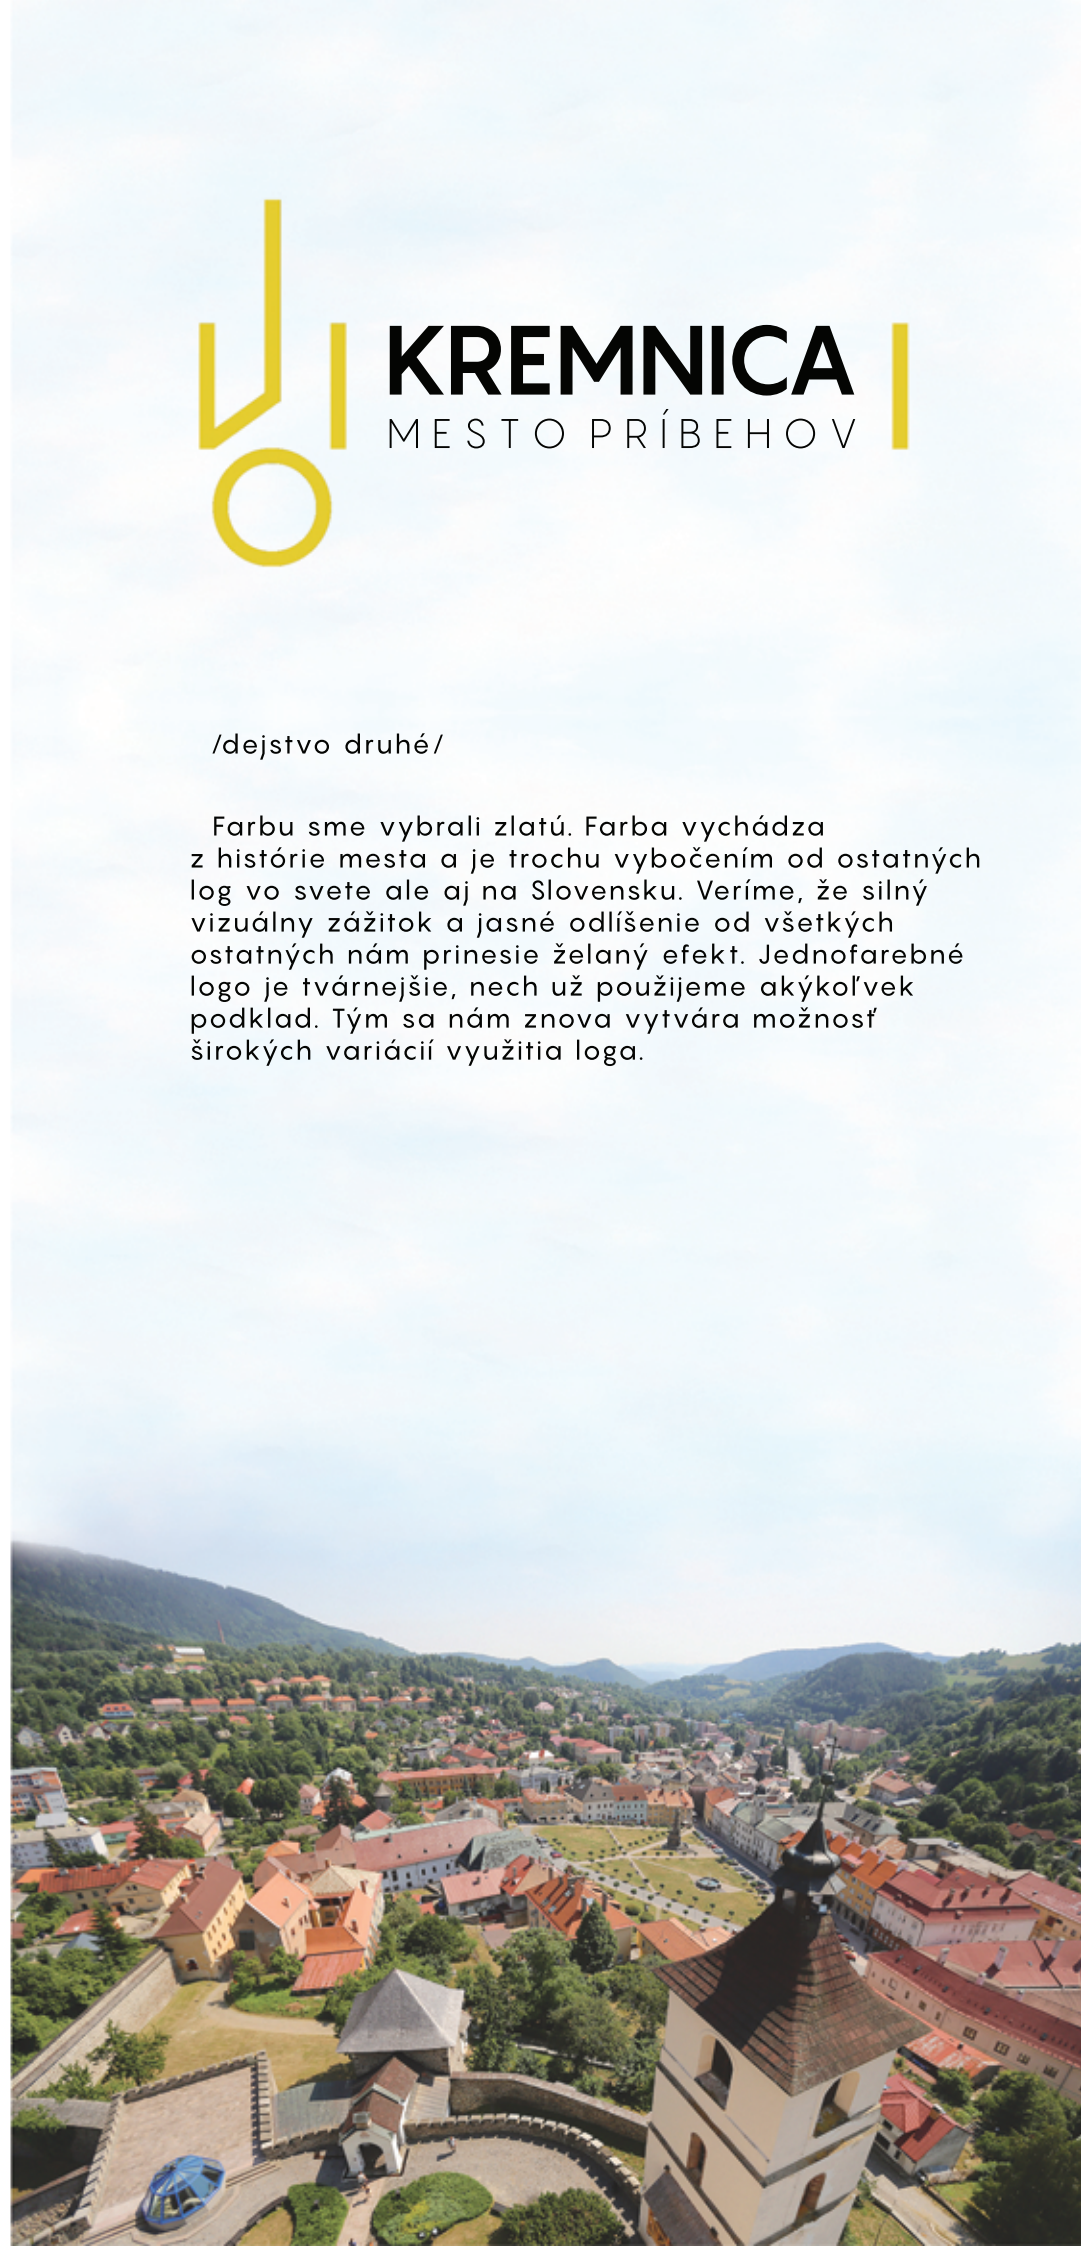 KREMNICA
MESTO PRÍBEHOV
/dejstvo druhé/
Farbu sme vybrali zlatú. Farba vychádza
z histórie mesta a je trochu vybočením od ostatných
log vo svete ale aj na Slovensku. Veríme, že silný
vizuálny zážitok a jasné odlíšenie od všetkých
ostatných nám prinesie želaný efekt. Jednofarebné
logo je tvárnejšie, nech už použijeme akýkoľvek
podklad. Tým sa nám znova vytvára možnosť
širokých variácií využitia loga.